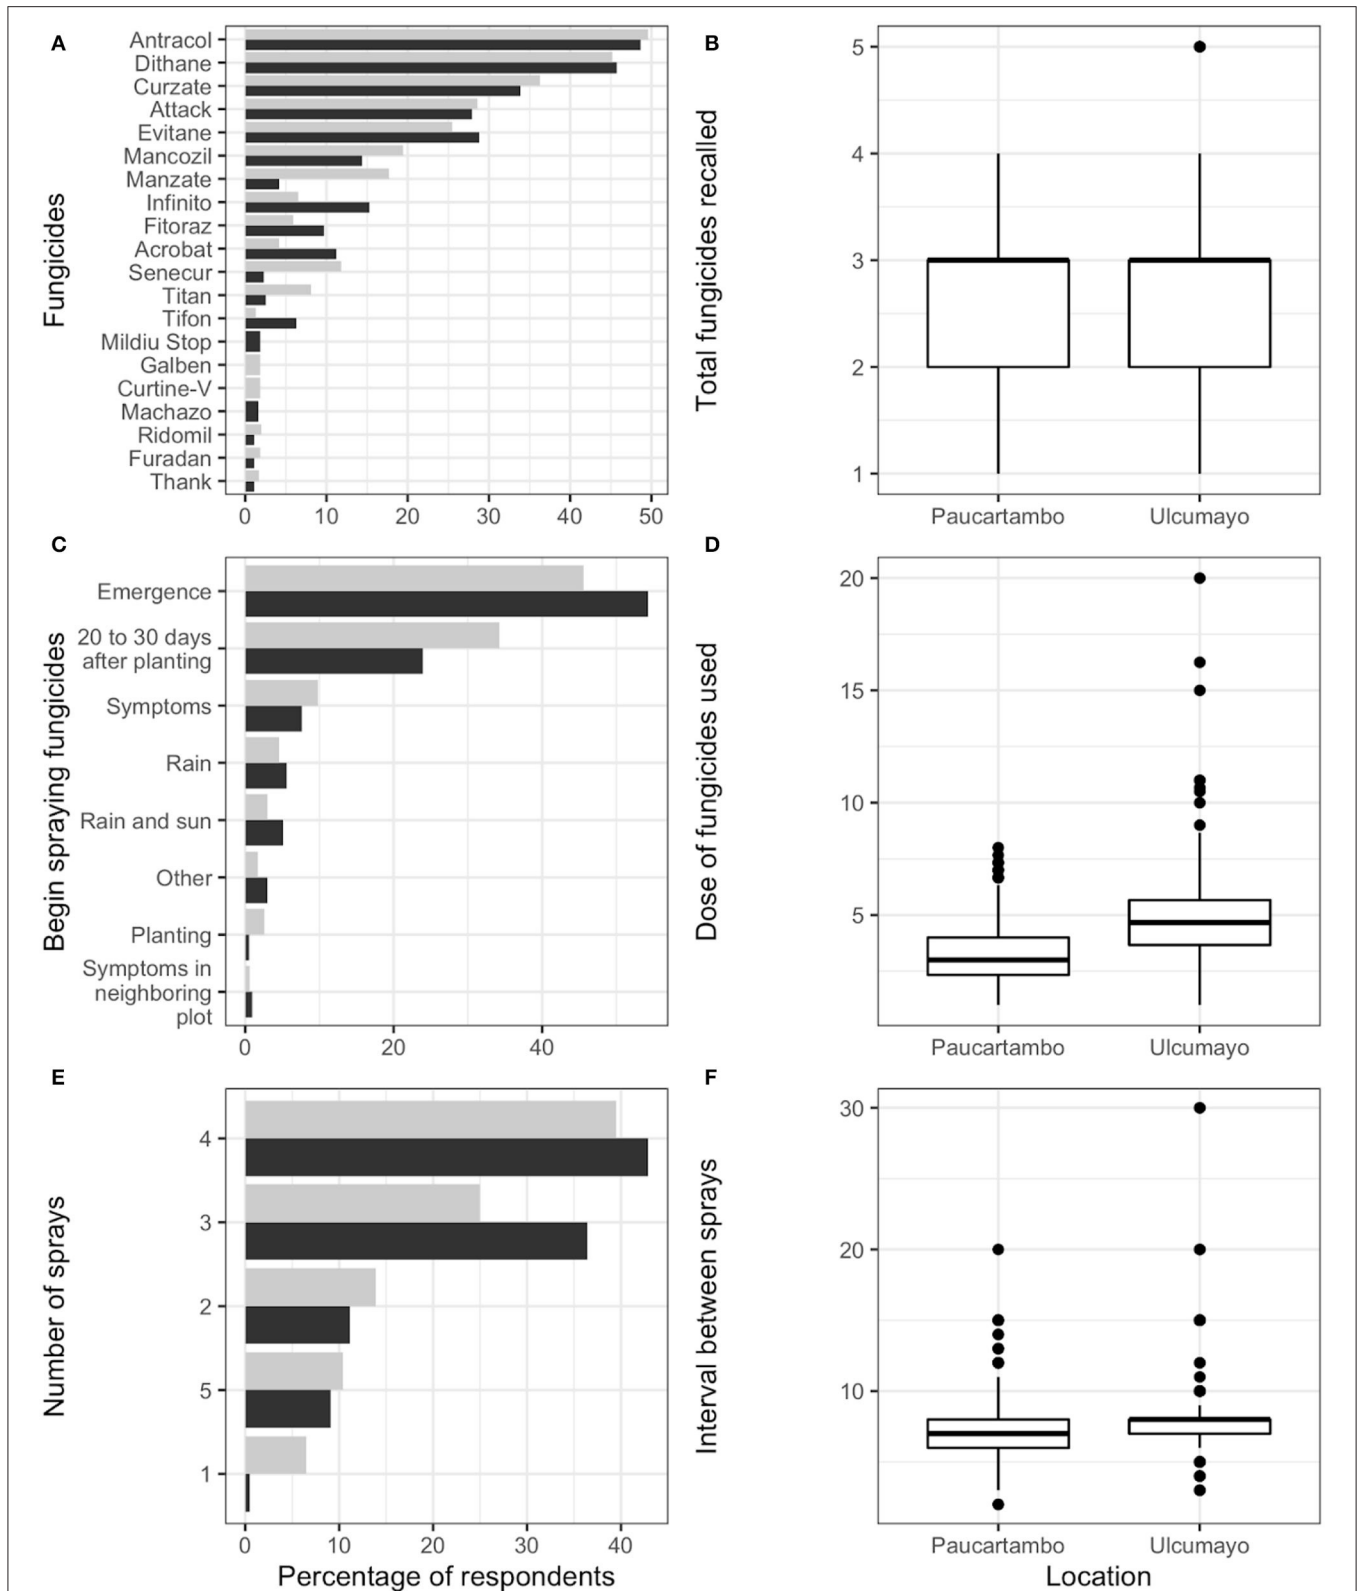 A
Fungicides
Antracol
Dithane
Curzate
Attack
Evitane
Mancozil
Manzate
Infinito
Fitoraz
Acrobat
Senecur
Titan
Tifon
Mildiu Stop
Galben
Curtine-V
Machazo
Ridomil
Furadan
Thank
0 10 20 30 40 50
B
Total fungicides recalled
5
4
3
2
1
Paucartambo Ulcumayo
C
Begin spraying fungicides
Emergence
20 to 30 days
after planting
Symptoms
Rain
Rain and sun
Other
Planting
Symptoms in
neighboring
plot
0 20 40
D
Dose of fungicides used
20
15
10
5
Paucartambo Ulcumayo
E
Number of sprays
4
3
2
5
1
0 10 20 30 40
Percentage of respondents
F
Interval between sprays
30
20
10
Paucartambo Ulcumayo
Location